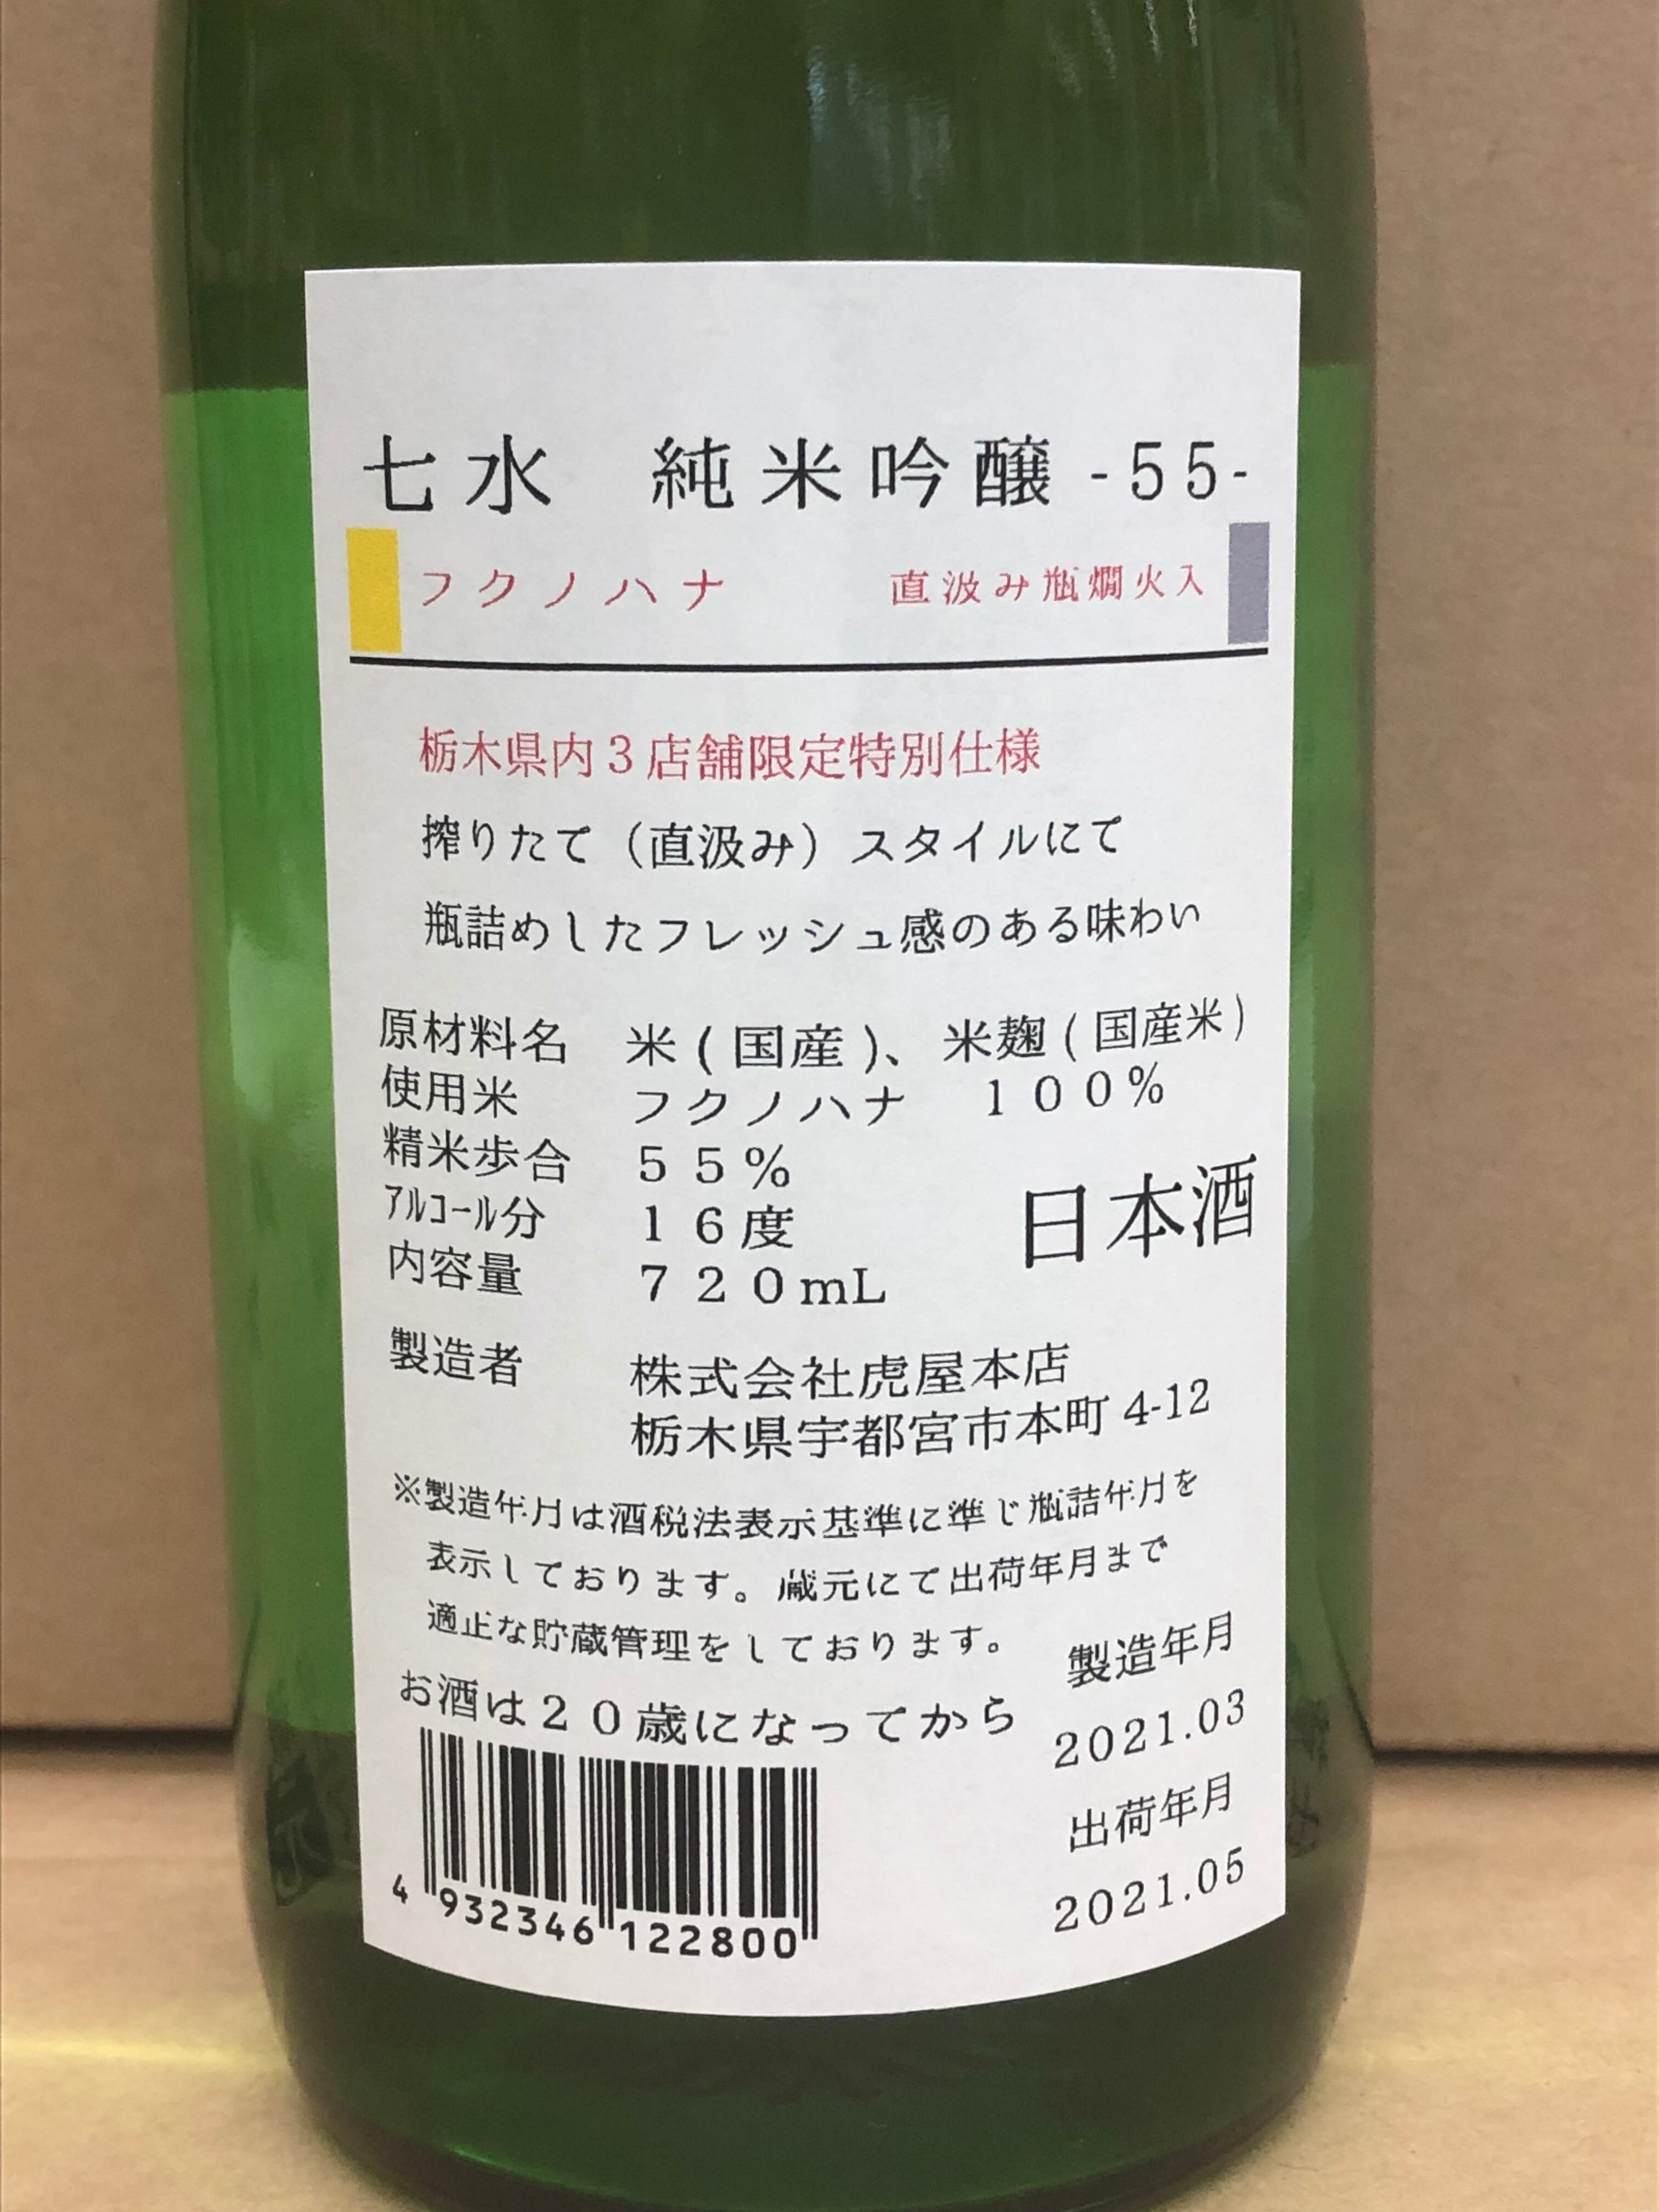 七水　純米吟醸-55-
フクノハナ　直汲み瓶燗火入
栃木県内3店舗限定特別仕様
搾りたて（直汲み）スタイルにて
瓶詰めしたフレッシュ感のある味わい
原材料名　米(国産)、米麹(国産米)
使用米　フクノハナ　100%
精米歩合　55%
ｱﾙｺｰﾙ分　16度
日本酒
内容量　720mL
製造者　株式会社虎屋本店
栃木県宇都宮市本町4-12
※製造年月は酒税法表示基準に準じ瓶詰年月を
表示しております。蔵元にて出荷年月まで
適正な貯蔵管理をしております。
お酒は20歳になってから
製造年月
2021.03
出荷年月
2021.05
4 932346 122800